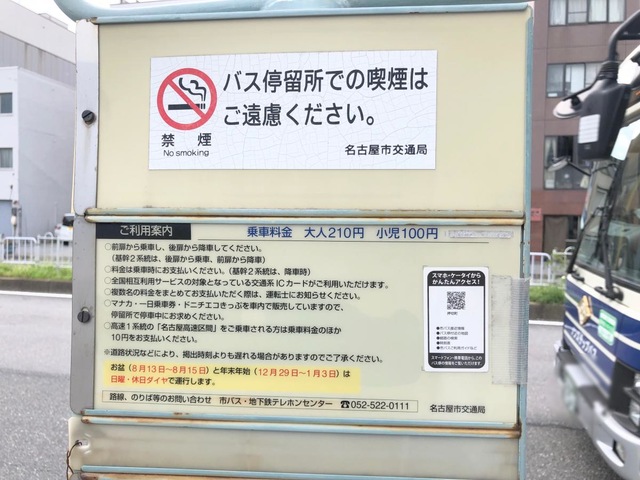 バス停留所での喫煙は
ご遠慮ください。
禁煙
No smoking
名古屋市交通局
ご利用案内
乗車料金 大人210円 小児100円
○前扉から乗車し、後扉から降車してください。
(基幹2系統は、後扉から乗車、前扉から降車)
○料金は乗車時にお支払いください。(基幹2系統は、降車時)
○全国相互利用サービスの対象となっている交通系ICカードがご利用いただけます。
○複数名の料金をまとめてお支払いただく際は、運転士にお知らせください。
○マナカ・一日乗車券・ドニチエコきっぷを車内で販売していますので、
停留所で停車中にお求めください。
○高速1系統の「名古屋高速区間」をご乗車される方は乗車料金のほか
10円をお支払ください。
※道路状況などにより、掲出時刻よりも遅れる場合がありますのでご了承ください。
お盆(8月13日~8月15日)と年末年始(12月29日~1月3日)は
日曜・休日ダイヤで運行します。
路線、のりば等のお問い合わせ 市バス・地下鉄テレホンセンター ☎052-522-0111
名古屋市交通局
スマホ・ケータイから
かんたんアクセス!